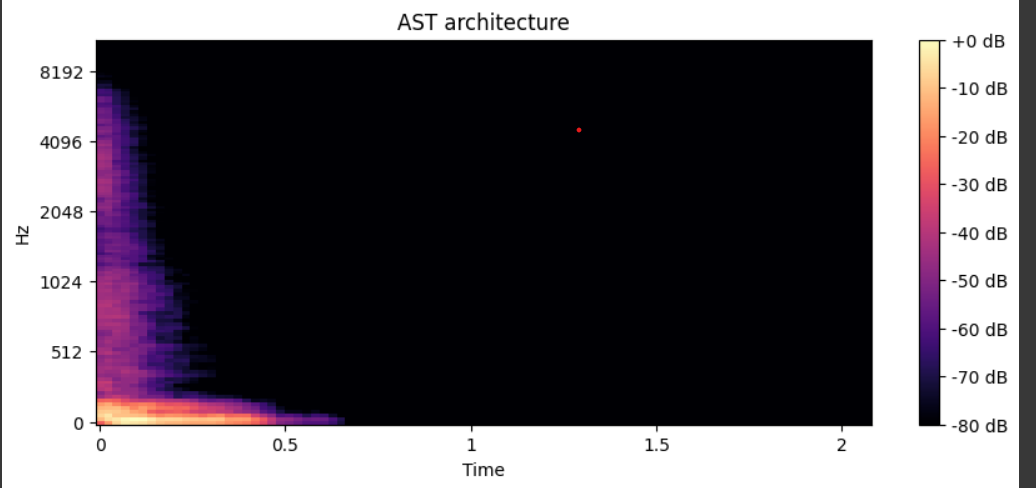 AST architecture
8192
4096
2048
1024
512
0
Hz
0 0.5 1 1.5 2
Time
+0 dB
-10 dB
-20 dB
-30 dB
-40 dB
-50 dB
-60 dB
-70 dB
-80 dB